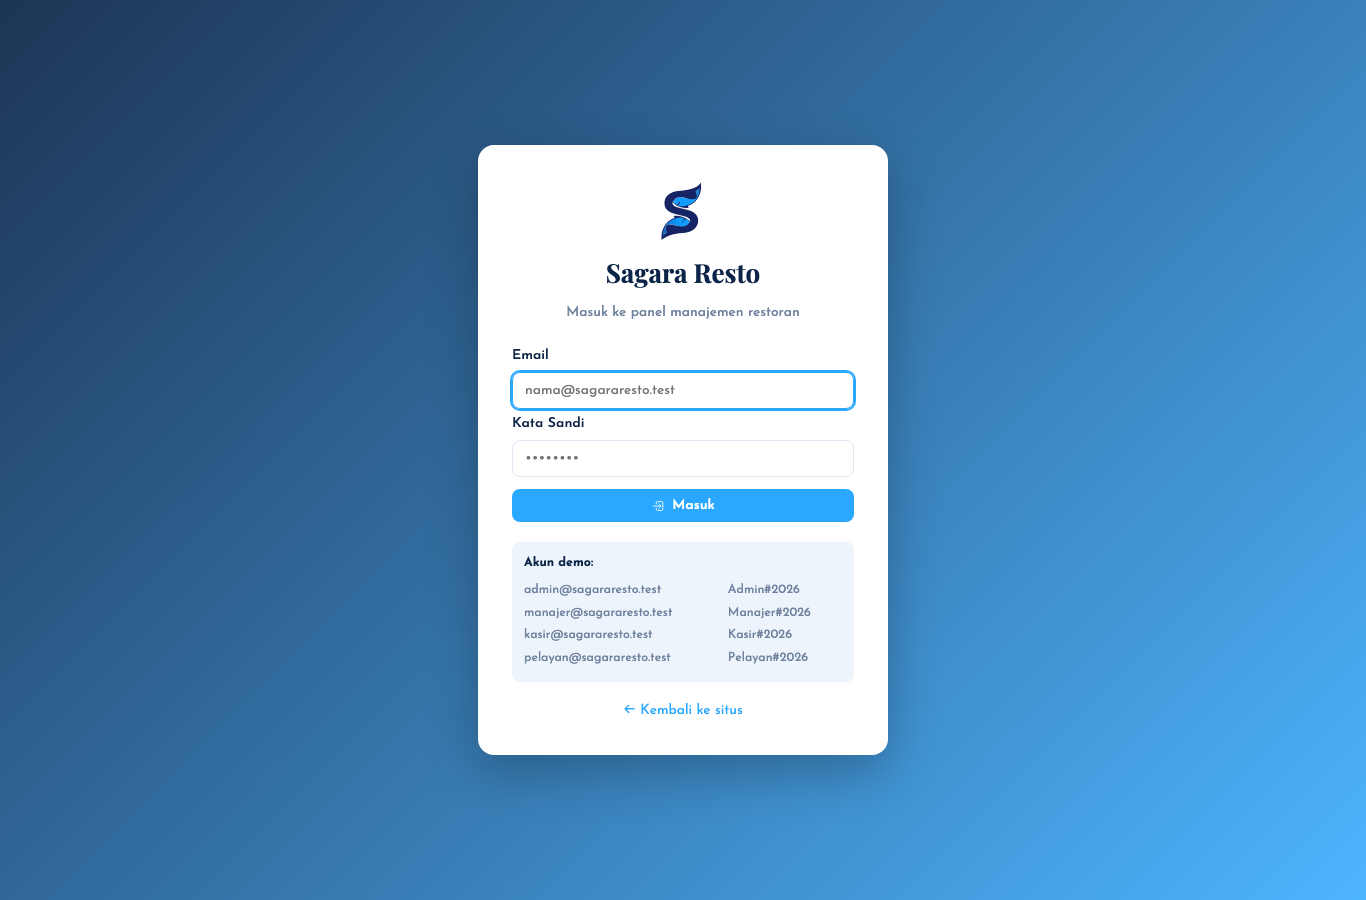 Sagara Resto
Masuk ke panel manajemen restoran
Email
nama@sagararesto.test
Kata Sandi
••••••••
Masuk
Akun demo:
admin@sagararesto.test Admin#2026
manajer@sagararesto.test Manajer#2026
kasir@sagararesto.test Kasir#2026
pelayan@sagararesto.test Pelayan#2026
← Kembali ke situs